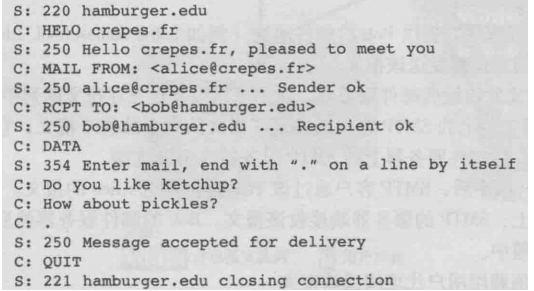 S: 220 hamburger.edu
C: HELO crepes.fr
S: 250 Hello crepes.fr, pleased to meet you
C: MAIL FROM: <alice@crepes.fr>
S: 250 alice@crepes.fr ... Sender ok
C: RCPT TO: <bob@hamburger.edu>
S: 250 bob@hamburger.edu ... Recipient ok
C: DATA
S: 354 Enter mail, end with "." on a line by itself
C: Do you like ketchup?
C: How about pickles?
C: .
S: 250 Message accepted for delivery
C: QUIT
S: 221 hamburger.edu closing connection